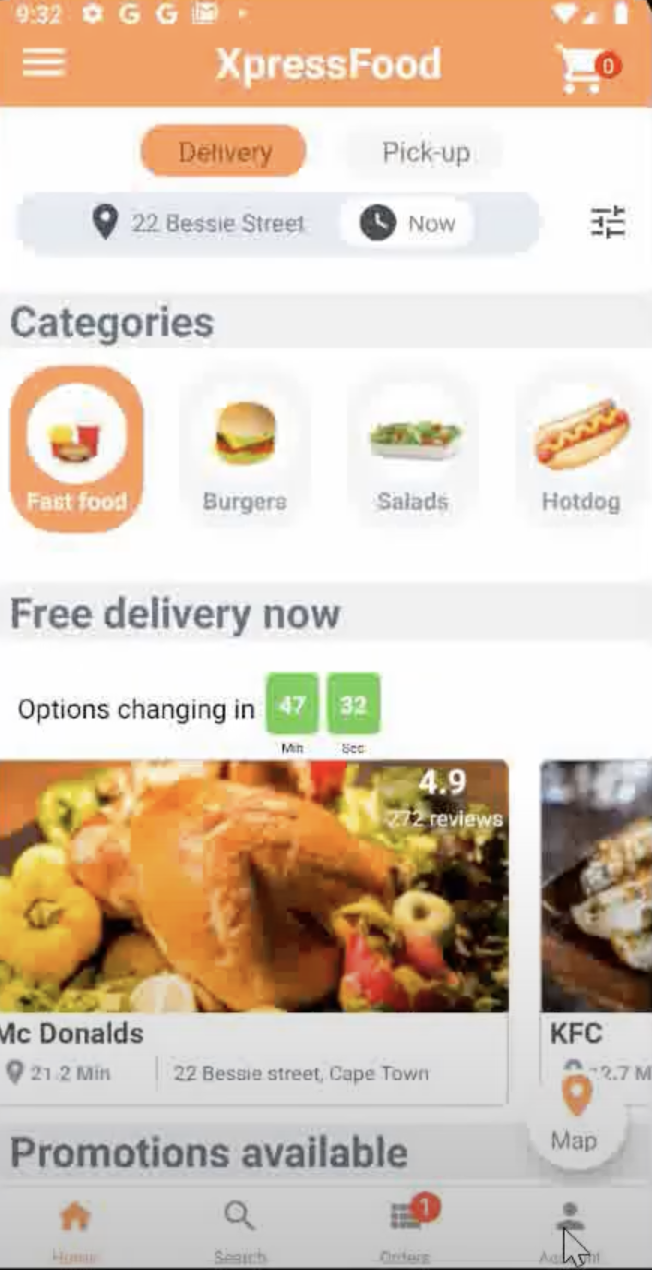 9:32 G G
XpressFood 0
Delivery Pick-up
22 Bessie Street Now
Categories
Fast food Burgers Salads Hotdog
Free delivery now
Options changing in 47 32
Min Sec
4.9
272 reviews
Mc Donalds KFC
21.2 Min 22 Bessie street, Cape Town 2.7 M
Map
Promotions available
1
Home Search Orders